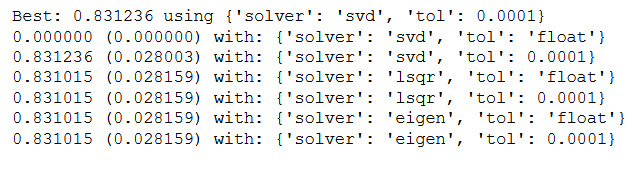 Best: 0.831236 using {'solver': 'svd', 'tol': 0.0001}
0.000000 (0.000000) with: {'solver': 'svd', 'tol': 'float'}
0.831236 (0.028003) with: {'solver': 'svd', 'tol': 0.0001}
0.831015 (0.028159) with: {'solver': 'lsqr', 'tol': 'float'}
0.831015 (0.028159) with: {'solver': 'lsqr', 'tol': 0.0001}
0.831015 (0.028159) with: {'solver': 'eigen', 'tol': 'float'}
0.831015 (0.028159) with: {'solver': 'eigen', 'tol': 0.0001}